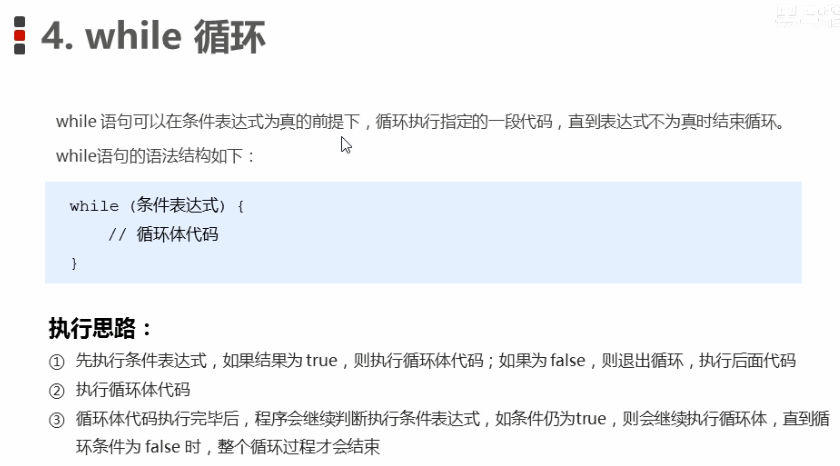 4. while 循环
while 语句可以在条件表达式为真的前提下，循环执行指定的一段代码，直到表达式不为真时结束循环。
while语句的语法结构如下：
while (条件表达式) {
// 循环体代码
}
执行思路：
① 先执行条件表达式，如果结果为 true，则执行循环体代码；如果为 false，则退出循环，执行后面代码
② 执行循环体代码
③ 循环体代码执行完毕后，程序会继续判断执行条件表达式，如条件仍为true，则会继续执行循环体，直到循
环条件为 false 时，整个循环过程才会结束